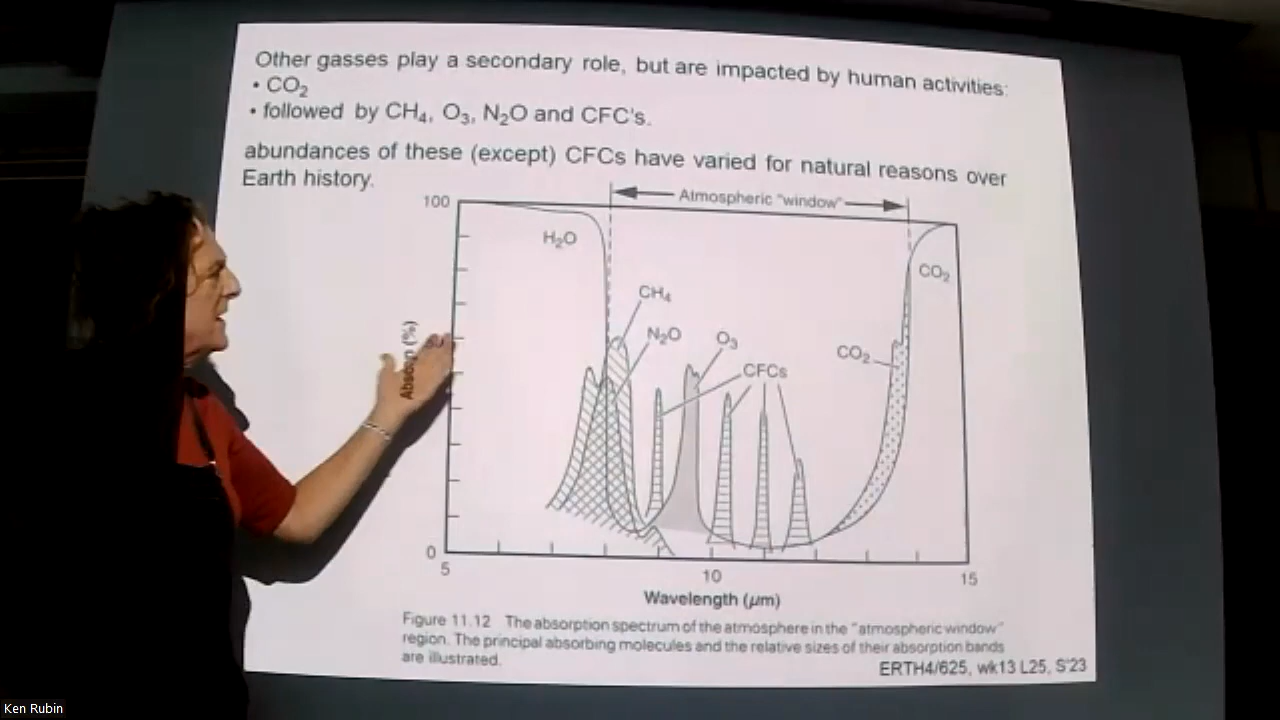 Other gasses play a secondary role, but are impacted by human activities:
• CO₂
• followed by CH₄, O₃, N₂O and CFC's.
abundances of these (except) CFCs have varied for natural reasons over
Earth history.
Atmospheric "window"
100
H₂O
CO₂
CH₄
N₂O
O₃
CO₂
CFCs
(%)
0
5
10
15
Wavelength (μm)
Figure 11.12 The absorption spectrum of the atmosphere in the "atmospheric window"
region. The principal absorbing molecules and the relative sizes of their absorption bands
are illustrated.
ERTH4/625, wk13 L25, S'23
Ken Rubin